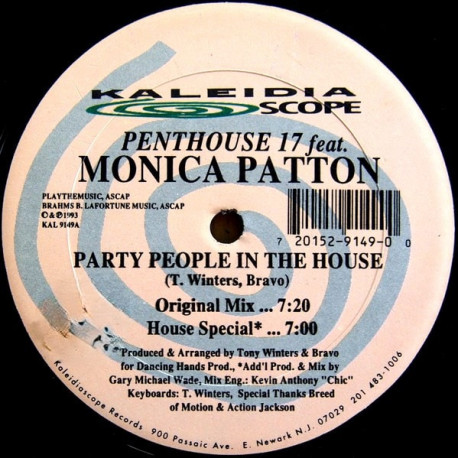 KALEIDIA
SCOPE
PENTHOUSE 17 feat.
MONICA PATTON
PLAYTHEMUSIC, ASCAP
BRAHMS B. LAFORTUNE MUSIC, ASCAP
© & ℗ 1993
KAL 9149A
7 20152-9149-0 0
PARTY PEOPLE IN THE HOUSE
(T. Winters, Bravo)
Original Mix ... 7:20
House Special* ... 7:00
Produced & Arranged by Tony Winters & Bravo
for Dancing Hands Prod., *Add'l Prod. & Mix by
Gary Michael Wade, Mix Eng.: Kevin Anthony "Chic"
Keyboards: T. Winters, Special Thanks Breed
of Motion & Action Jackson
Kaleidiascope Records 900 Passaic Ave. E. Newark N.J. 07029 201 483-1006